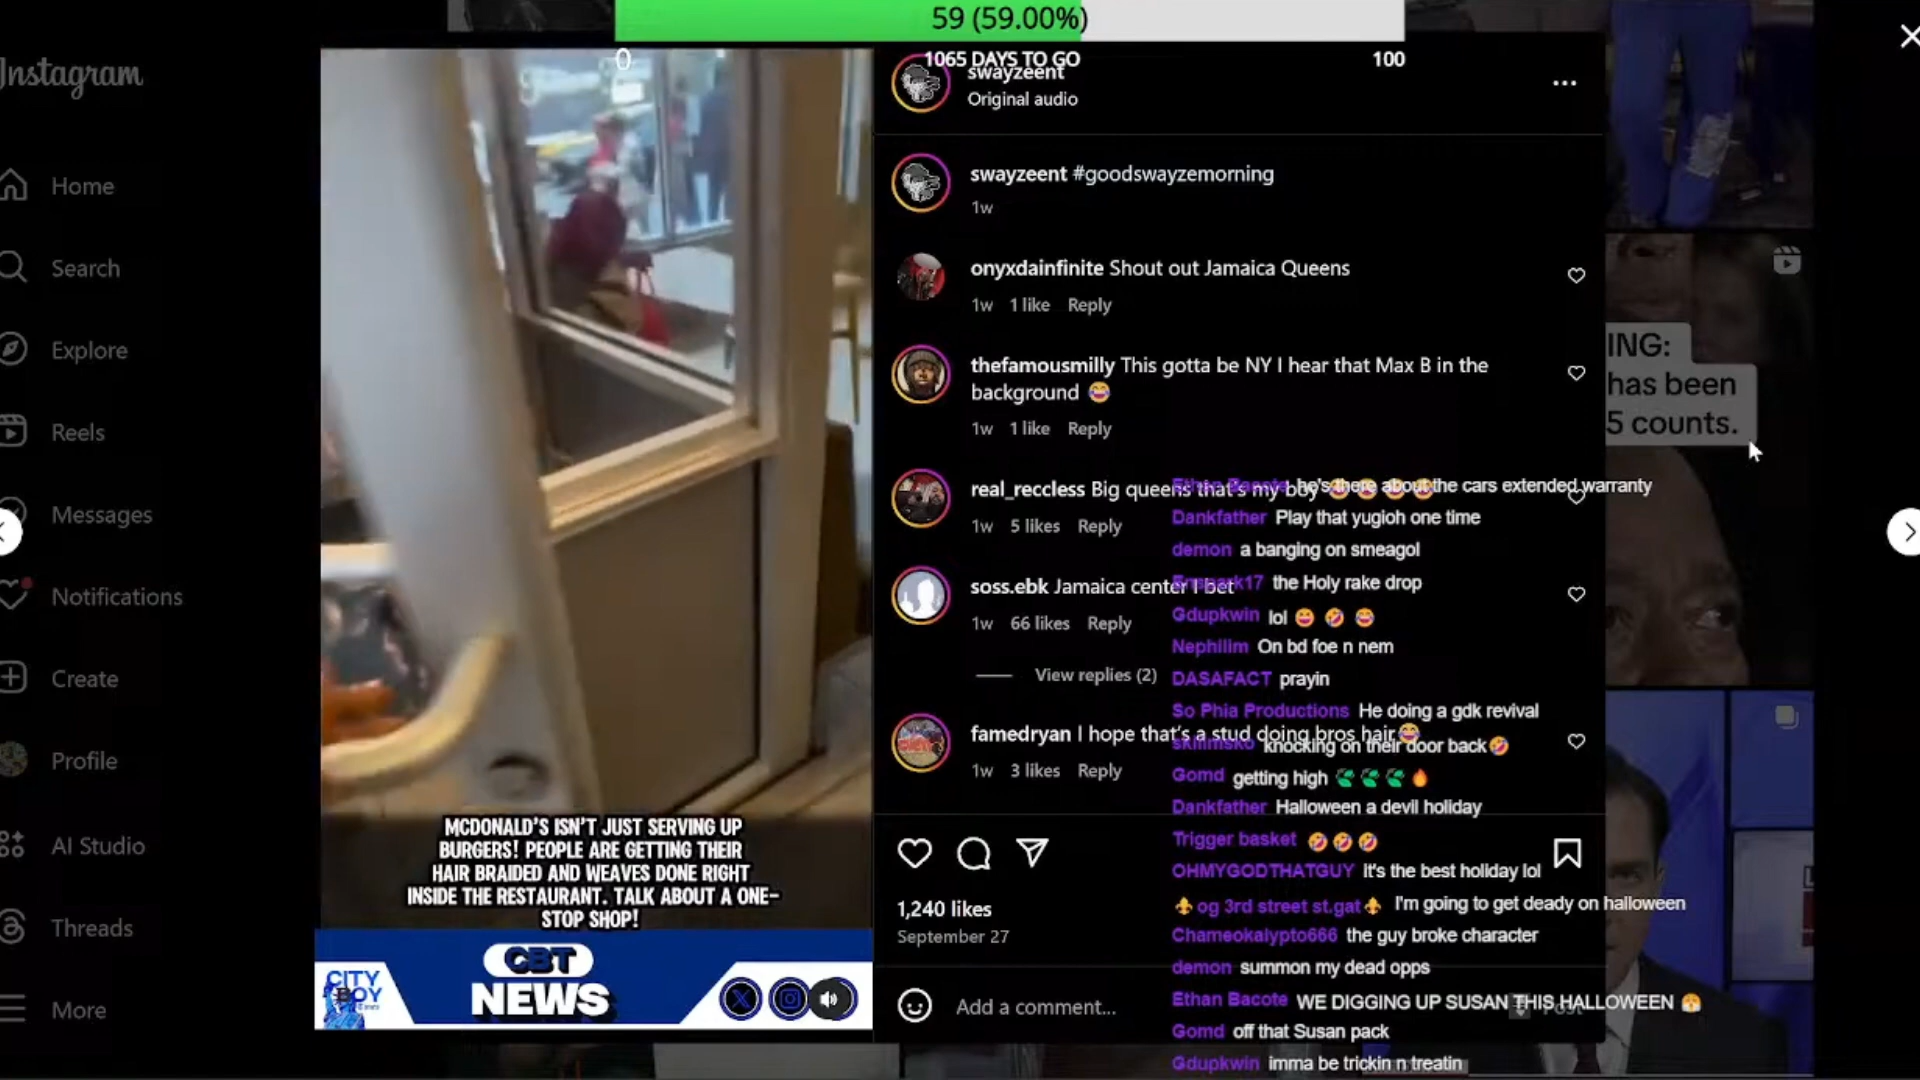 59 (59.00%)
0
1065 DAYS TO GO
100
Instagram
Home
Search
Explore
Reels
Messages
Notifications
Create
Profile
AI Studio
Threads
More
MCDONALD'S ISN'T JUST SERVING UP
BURGERS! PEOPLE ARE GETTING THEIR
HAIR BRAIDED AND WEAVES DONE RIGHT
INSIDE THE RESTAURANT. TALK ABOUT A ONE-
STOP SHOP!
CITY
BOY
CBT
NEWS
swayzeent
Original audio
swayzeent #goodswayzemorning
1w
onyxdainfinite Shout out Jamaica Queens
1w 1 like Reply
thefamousmilly This gotta be NY I hear that Max B in the
background 😂
1w 1 like Reply
real_reccless Big queens that's my boy
1w 5 likes Reply
soss.ebk Jamaica center I bet
1w 66 likes Reply
View replies (2)
famedryan I hope that's a stud doing bros hair 😂
1w 3 likes Reply
1,240 likes
September 27
Add a comment...
Ethan Bacote he's there about the cars extended warranty
Dankfather Play that yugioh one time
demon a banging on smeagol
the Holy rake drop
Gdupkwin lol 😄 🤣 😂
Nephilim On bd foe n nem
DASAFACT prayin
So Phia Productions He doing a gdk revival
knocking on their door back🤣
Gomd getting high 🌿🌿🌿🔥
Dankfather Halloween a devil holiday
Trigger basket 🤣🤣🤣
OHMYGODTHATGUY It's the best holiday lol
⚜️og 3rd street st.gat⚜️ I'm going to get deady on halloween
Chameokalypto666 the guy broke character
demon summon my dead opps
Ethan Bacote WE DIGGING UP SUSAN THIS HALLOWEEN 😤
Gomd off that Susan pack
Gdupkwin imma be trickin n treatin
ING:
has been
5 counts.